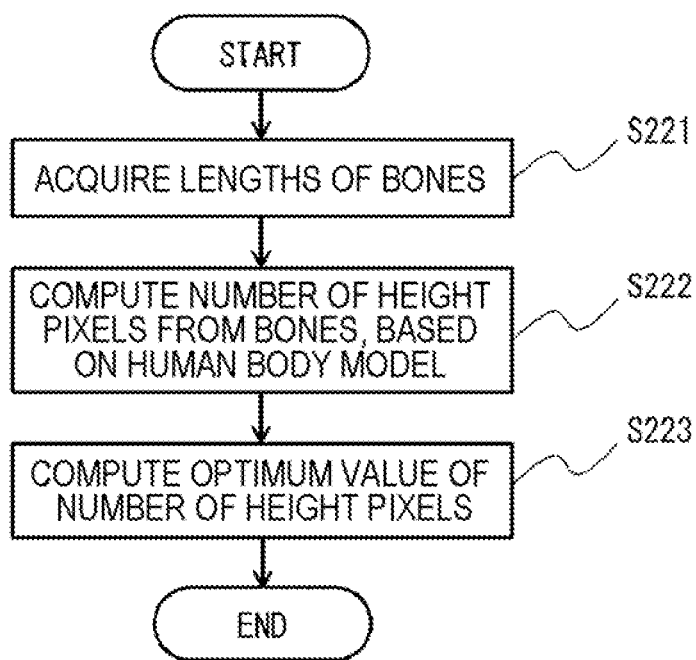 START
ACQUIRE LENGTHS OF BONES
S221
COMPUTE NUMBER OF HEIGHT
PIXELS FROM BONES, BASED
ON HUMAN BODY MODEL
S222
COMPUTE OPTIMUM VALUE OF
NUMBER OF HEIGHT PIXELS
S223
END